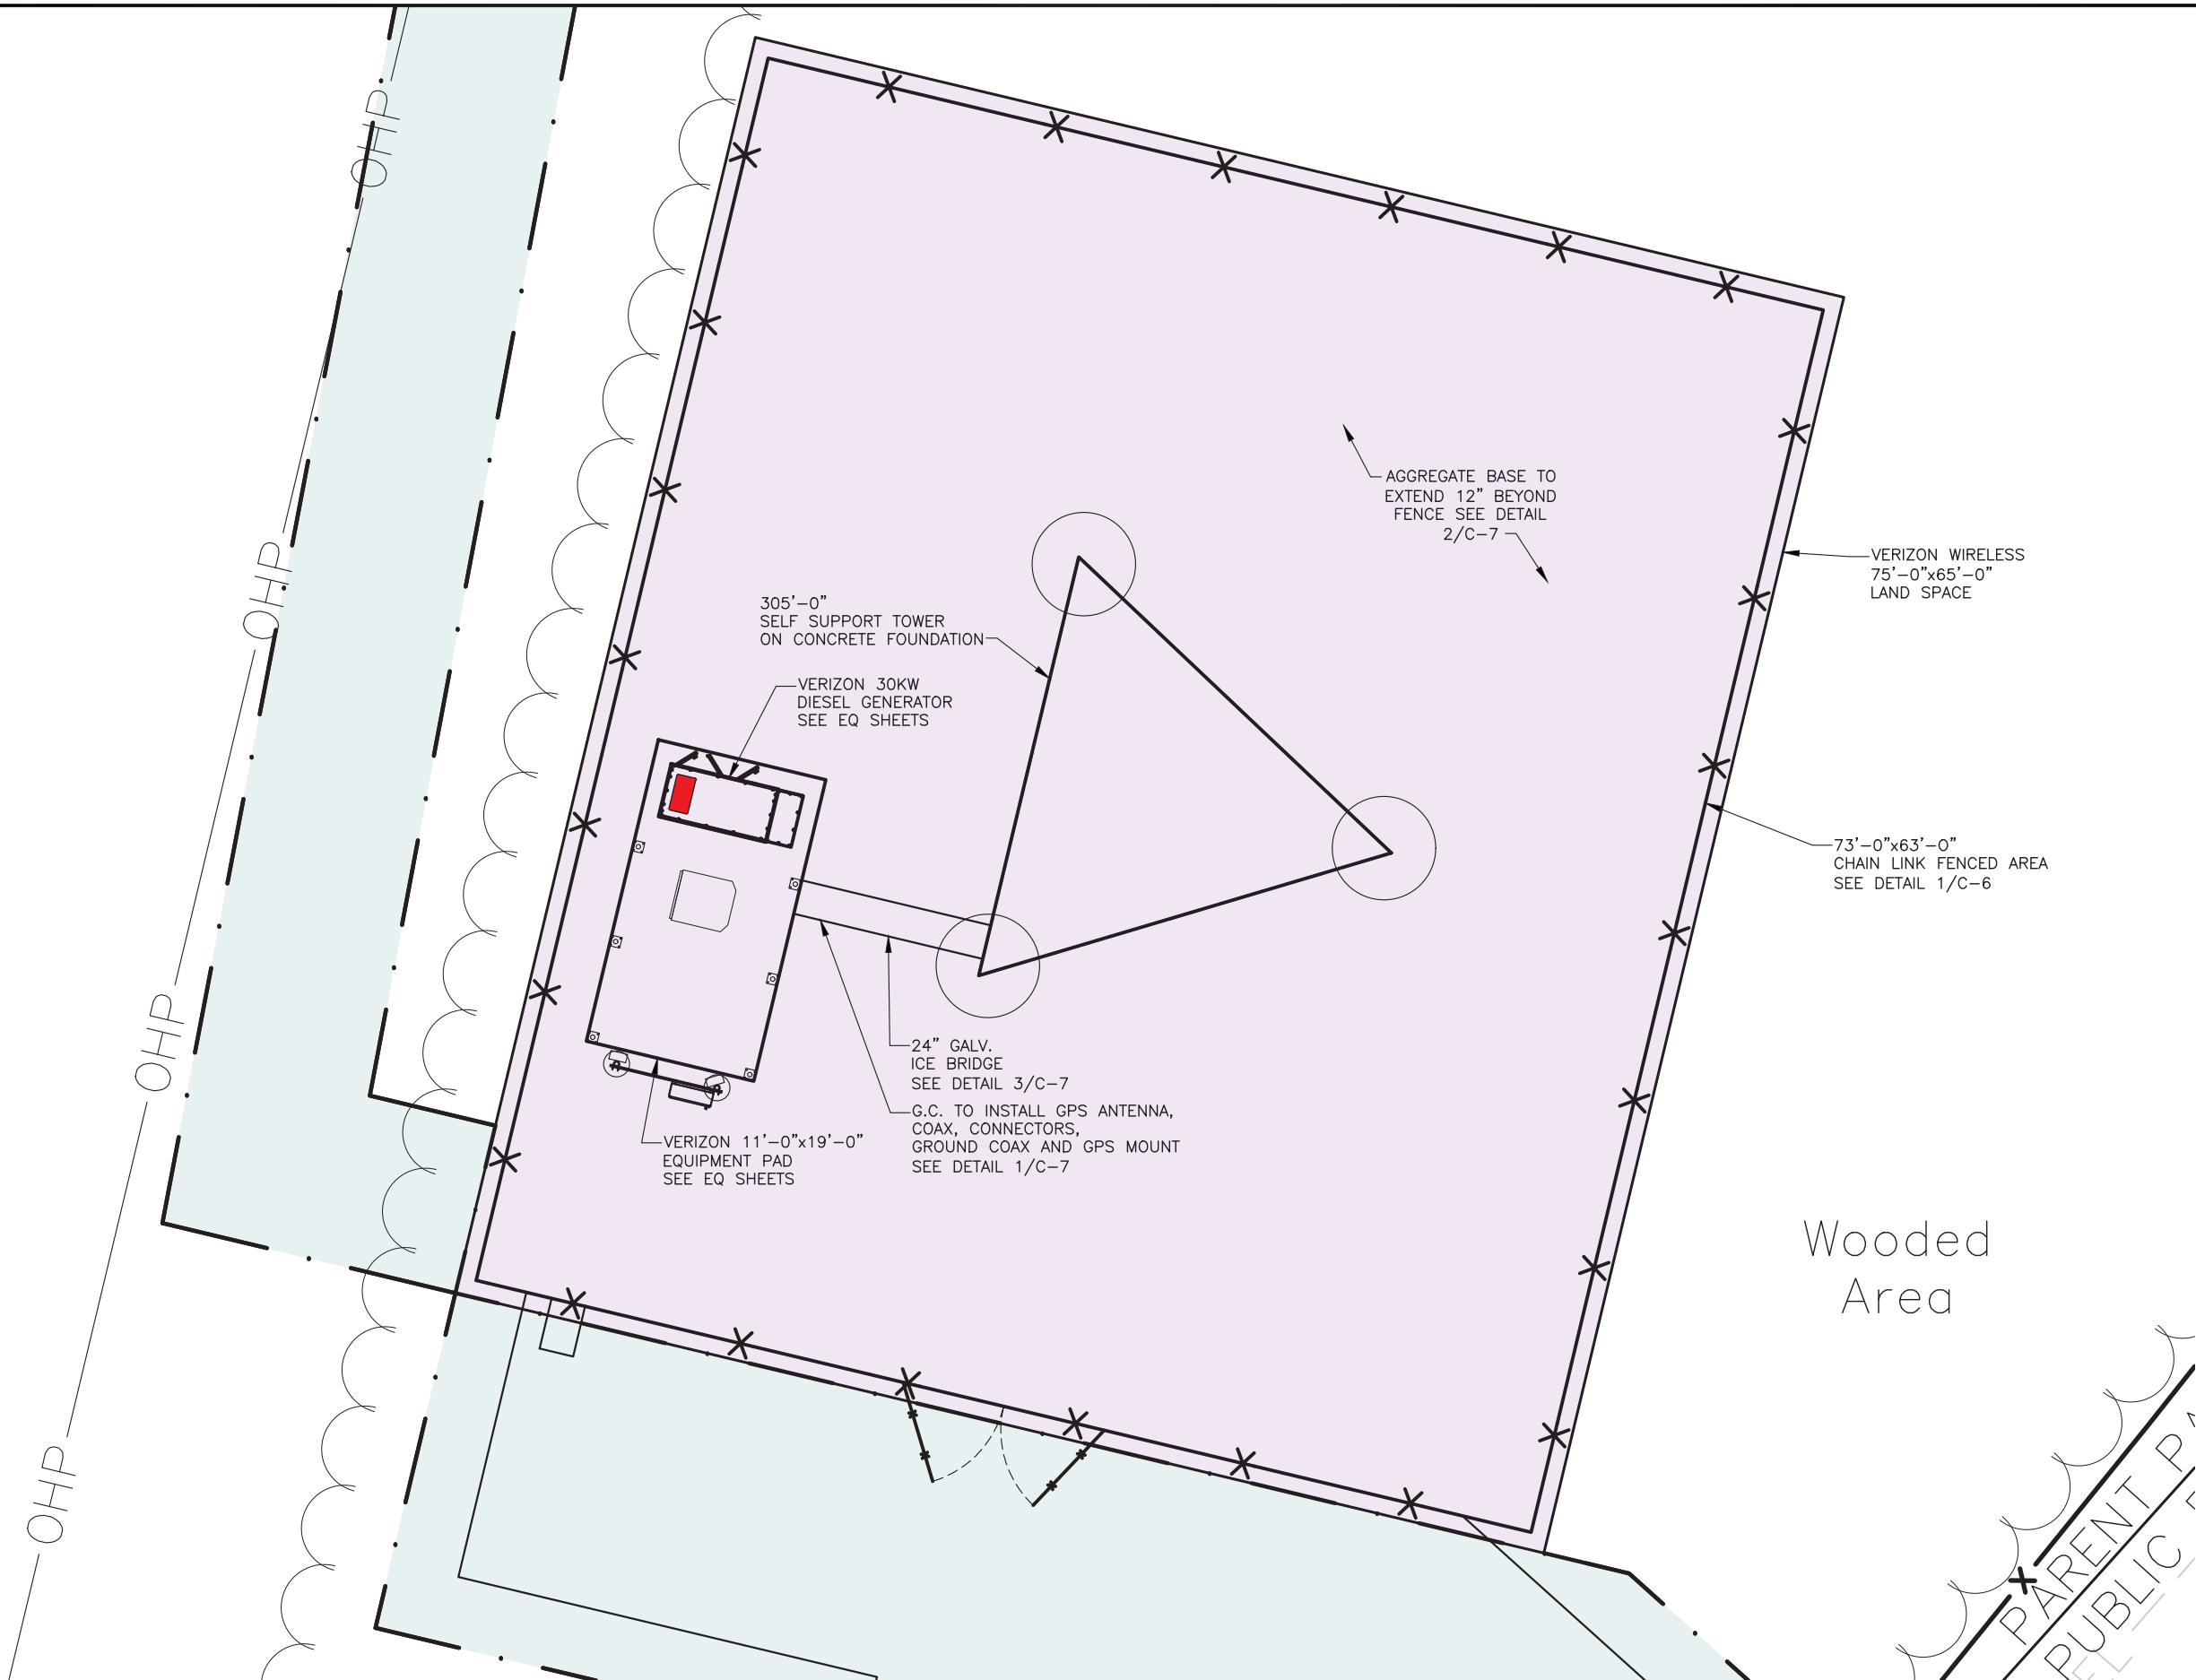 OHP
OHP
OHP
OHP
AGGREGATE BASE TO
EXTEND 12" BEYOND
FENCE SEE DETAIL
2/C-7
VERIZON WIRELESS
75'-0"x65'-0"
LAND SPACE
305'-0"
SELF SUPPORT TOWER
ON CONCRETE FOUNDATION
VERIZON 30KW
DIESEL GENERATOR
SEE EQ SHEETS
73'-0"x63'-0"
CHAIN LINK FENCED AREA
SEE DETAIL 1/C-6
24" GALV.
ICE BRIDGE
SEE DETAIL 3/C-7
G.C. TO INSTALL GPS ANTENNA,
COAX, CONNECTORS,
GROUND COAX AND GPS MOUNT
SEE DETAIL 1/C-7
VERIZON 11'-0"x19'-0"
EQUIPMENT PAD
SEE EQ SHEETS
Wooded
Area
PARENT
PUBLIC